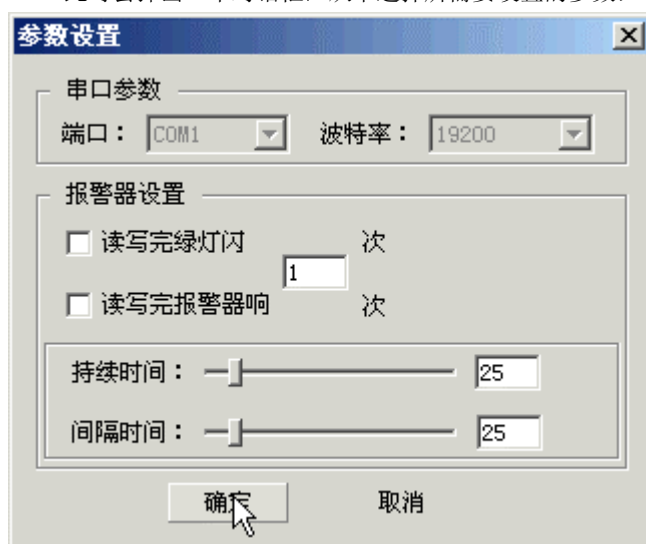 参数设置
串口参数
端口： COM1 波特率： 19200
报警器设置
读写完绿灯闪 次
1
读写完报警器响 次
持续时间： 25
间隔时间： 25
确定 取消